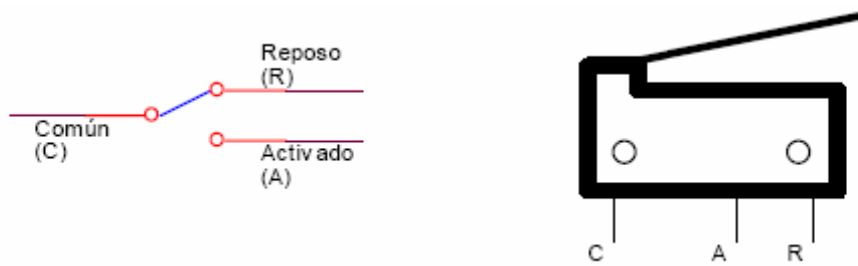 Reposo
(R)
Común
(C)
Activado
(A)
C A R